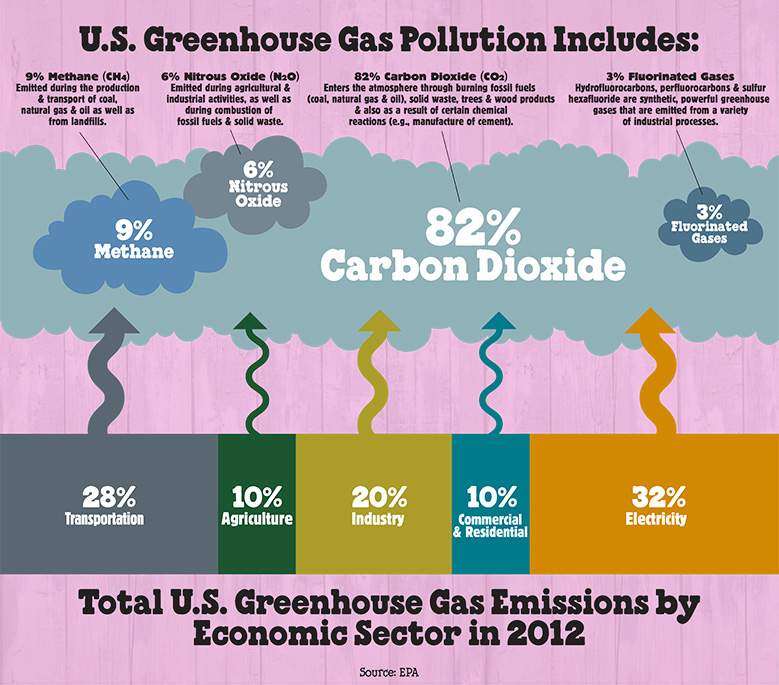 U.S. Greenhouse Gas Pollution Includes:
9% Methane (CH4)
Emitted during the production
& transport of coal,
natural gas & oil as well as
from landfills.
6% Nitrous Oxide (N2O)
Emitted during agricultural &
industrial activities, as well as
during combustion of
fossil fuels & solid waste.
82% Carbon Dioxide (CO2)
Enters the atmosphere through burning fossil fuels
(coal, natural gas & oil), solid waste, trees & wood products
& also as a result of certain chemical
reactions (e.g., manufacture of cement).
3% Fluorinated Gases
Hydrofluorocarbons, perfluorocarbons & sulfur
hexafluoride are synthetic, powerful greenhouse
gases that are emitted from a variety
of industrial processes.
9%
Methane
6%
Nitrous
Oxide
82%
Carbon Dioxide
3%
Fluorinated
Gases
28%
Transportation
10%
Agriculture
20%
Industry
10%
Commercial
& Residential
32%
Electricity
Total U.S. Greenhouse Gas Emissions by
Economic Sector in 2012
Source: EPA